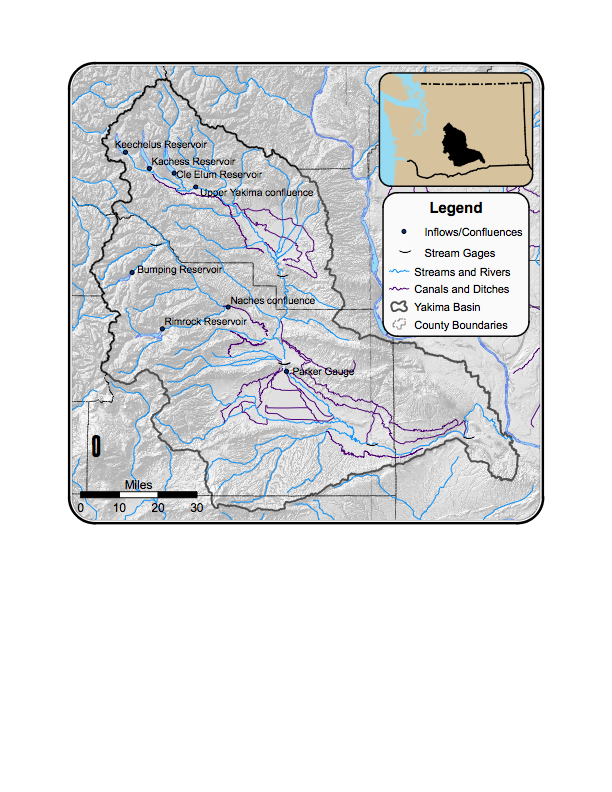 Keechelus Reservoir
Kachess Reservoir
Cle Elum Reservoir
Upper Yakima confluence
Bumping Reservoir
Naches confluence
Rimrock Reservoir
Parker Gauge
Legend
Inflows/Confluences
Stream Gages
Streams and Rivers
Canals and Ditches
Yakima Basin
County Boundaries
Miles
0 10 20 30